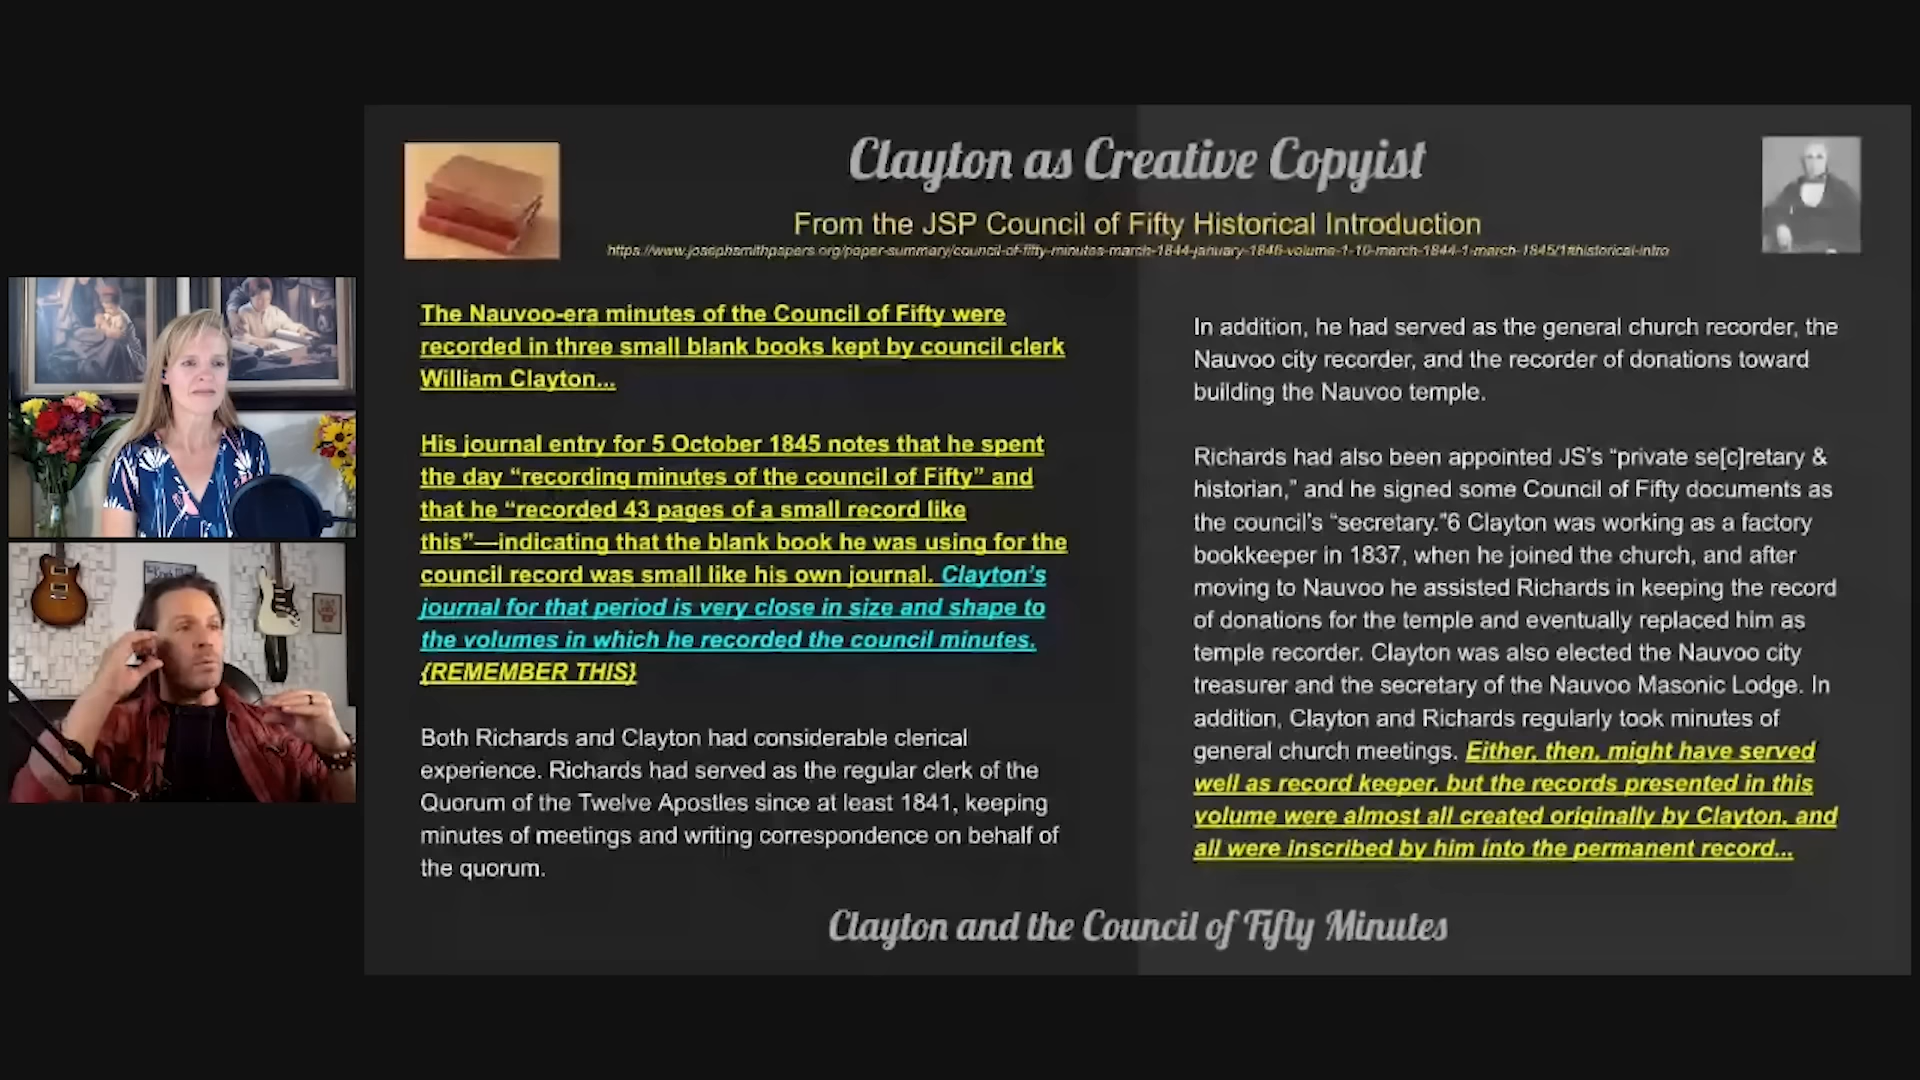 Clayton as Creative Copyist
From the JSP Council of Fifty Historical Introduction
https://www.josephsmithpapers.org/paper-summary/council-of-fifty-minutes-march-1844-january-1846-volume-1-10-march-1844-1-march-1845/1#historical-intro
The Nauvoo-era minutes of the Council of Fifty were
recorded in three small blank books kept by council clerk
William Clayton...
His journal entry for 5 October 1845 notes that he spent
the day “recording minutes of the council of Fifty” and
that he “recorded 43 pages of a small record like
this”—indicating that the blank book he was using for the
council record was small like his own journal. Clayton’s
journal for that period is very close in size and shape to
the volumes in which he recorded the council minutes.
{REMEMBER THIS}
Both Richards and Clayton had considerable clerical
experience. Richards had served as the regular clerk of the
Quorum of the Twelve Apostles since at least 1841, keeping
minutes of meetings and writing correspondence on behalf of
the quorum.
In addition, he had served as the general church recorder, the
Nauvoo city recorder, and the recorder of donations toward
building the Nauvoo temple.
Richards had also been appointed JS’s “private se[c]retary &
historian,” and he signed some Council of Fifty documents as
the council’s “secretary.”6 Clayton was working as a factory
bookkeeper in 1837, when he joined the church, and after
moving to Nauvoo he assisted Richards in keeping the record
of donations for the temple and eventually replaced him as
temple recorder. Clayton was also elected the Nauvoo city
treasurer and the secretary of the Nauvoo Masonic Lodge. In
addition, Clayton and Richards regularly took minutes of
general church meetings. Either, then, might have served
well as record keeper, but the records presented in this
volume were almost all created originally by Clayton, and
all were inscribed by him into the permanent record...
Clayton and the Council of Fifty Minutes